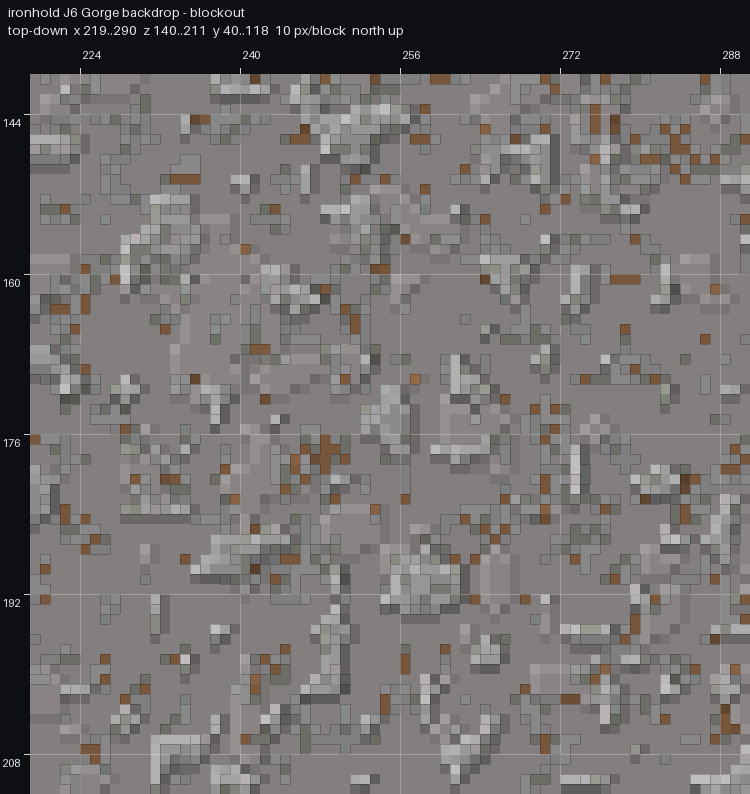 ironhold J6 Gorge backdrop - blockout
top-down  x 219..290  z 140..211  y 40..118  10 px/block  north up
224 240 256 272 288
144
160
176
192
208